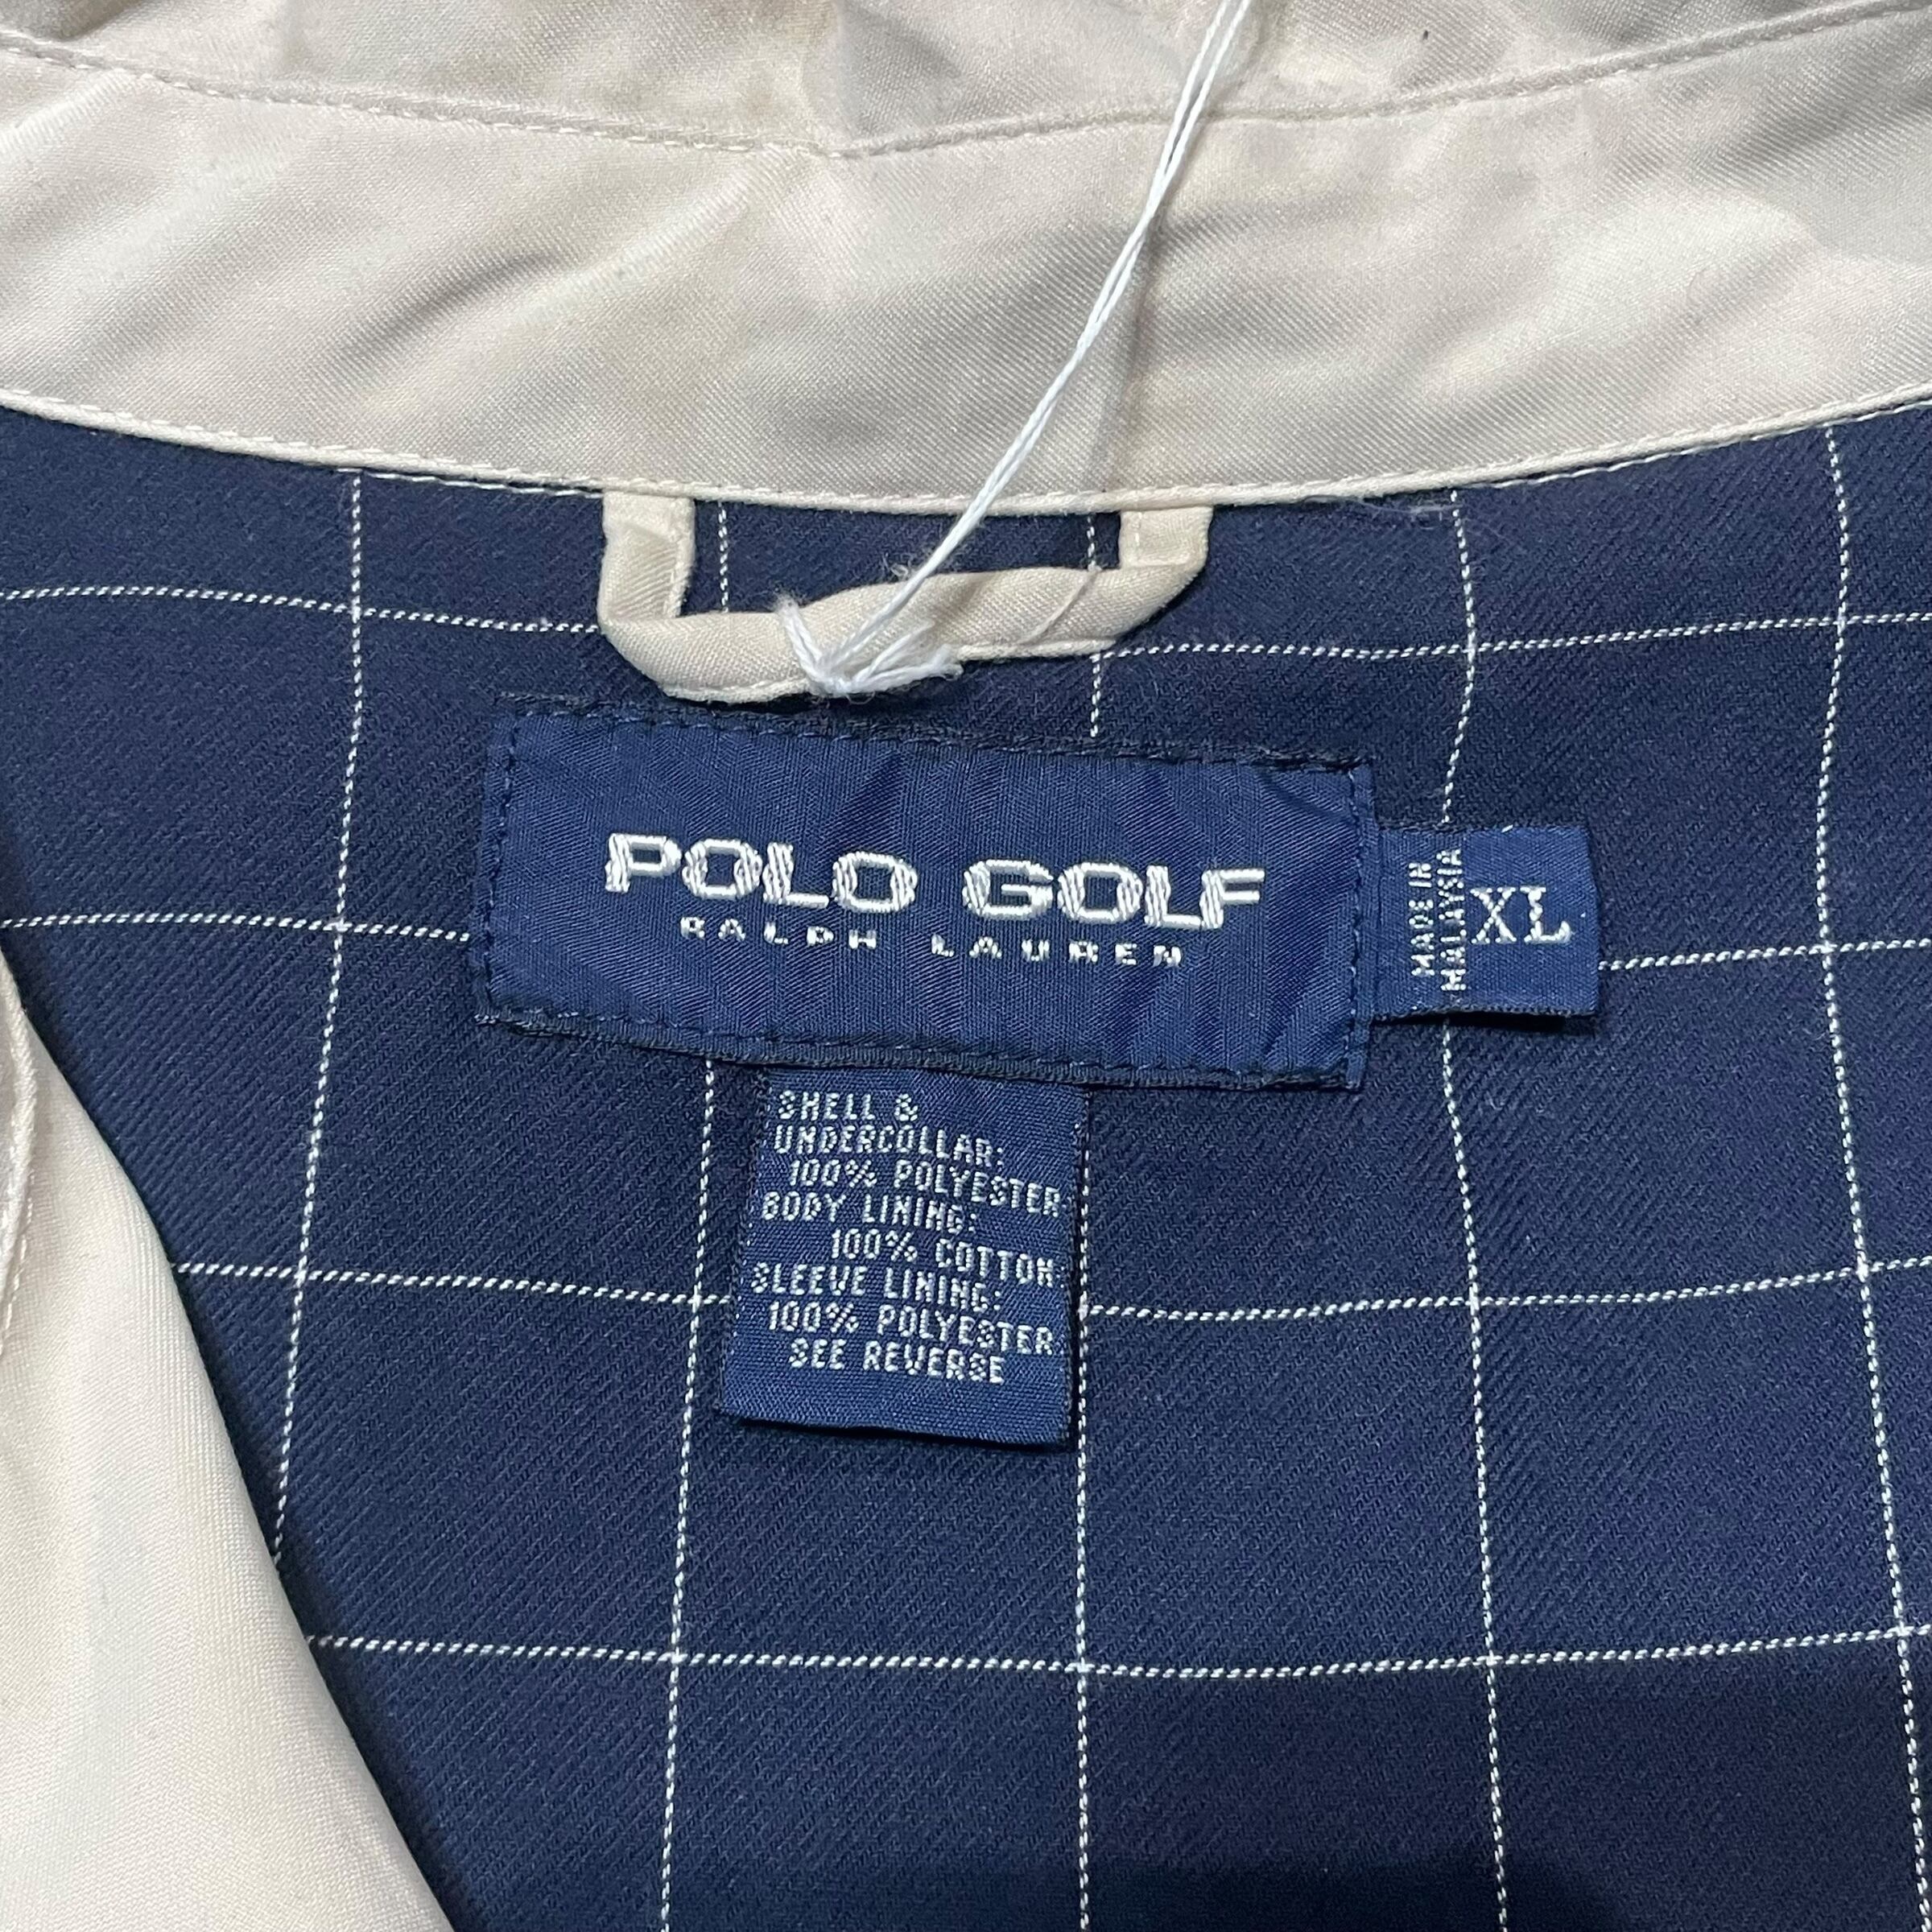 POLO GOLF
RALPH LAUREN
MADE IN
MALAYSIA
XL
SHELL &
UNDERCOLLAR:
100% POLYESTER
BODY LINING:
100% COTTON
SLEEVE LINING:
100% POLYESTER
SEE REVERSE